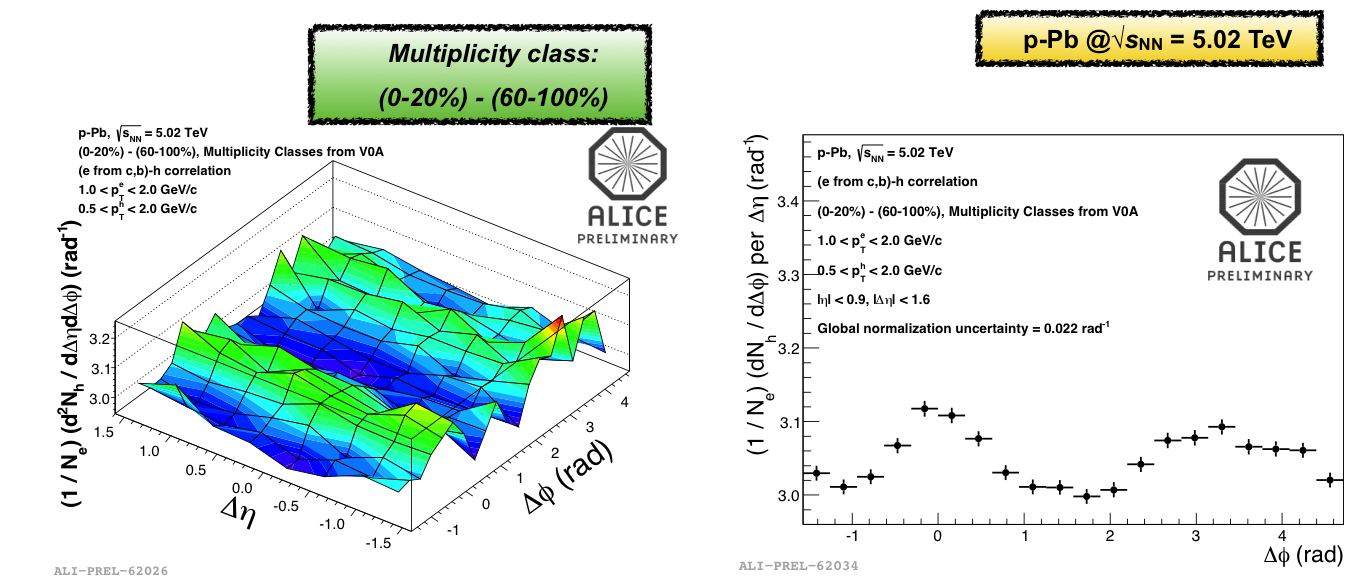 Multiplicity class:
(0-20%) - (60-100%)
p-Pb, √sNN = 5.02 TeV
(0-20%) - (60-100%), Multiplicity Classes from V0A
(e from c,b)-h correlation
1.0 < pTe < 2.0 GeV/c
0.5 < pTh < 2.0 GeV/c
ALICE
PRELIMINARY
(1 / Ne) (d²Nh / dΔηdΔϕ) (rad⁻¹)
3.2
3.1
3.0
1.5
1.0
0.5
0.0
-0.5
-1.0
-1.5
Δη
-1
0
1
2
3
4
Δϕ (rad)
ALI-PREL-62026
p-Pb @√sNN = 5.02 TeV
p-Pb, √sNN = 5.02 TeV
(e from c,b)-h correlation
(0-20%) - (60-100%), Multiplicity Classes from V0A
1.0 < pTe < 2.0 GeV/c
0.5 < pTh < 2.0 GeV/c
|η| < 0.9, |Δη| < 1.6
Global normalization uncertainty = 0.022 rad⁻¹
ALICE
PRELIMINARY
(1 / Ne) (dNh / dΔϕ) per Δη (rad⁻¹)
3.4
3.3
3.2
3.1
3.0
-1
0
1
2
3
4
Δϕ (rad)
ALI-PREL-62034